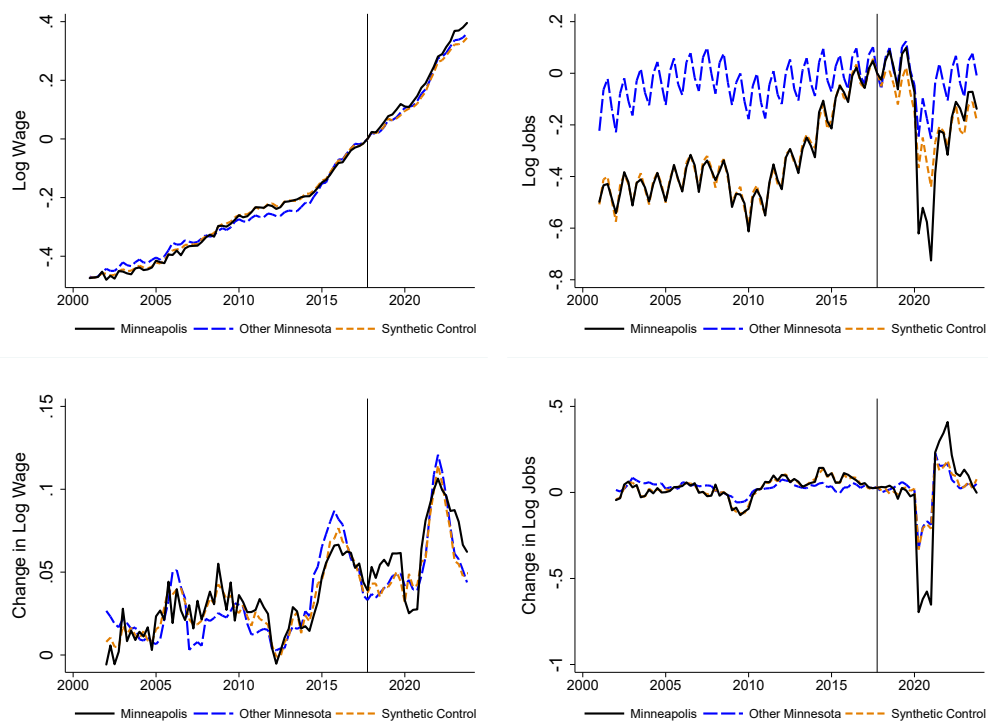 Log Wage
.4
.2
0
-.2
-.4
2000 2005 2010 2015 2020
Minneapolis Other Minnesota Synthetic Control
Log Jobs
.2
0
-.2
-.4
-.6
-.8
2000 2005 2010 2015 2020
Minneapolis Other Minnesota Synthetic Control
Change in Log Wage
.15
.1
.05
0
2000 2005 2010 2015 2020
Minneapolis Other Minnesota Synthetic Control
Change in Log Jobs
.5
0
-.5
-1
2000 2005 2010 2015 2020
Minneapolis Other Minnesota Synthetic Control